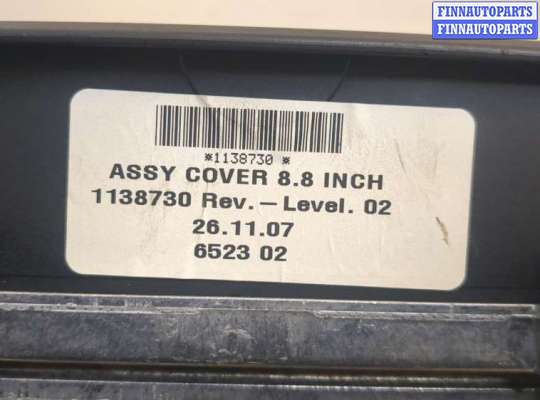 FINNAUTOPARTS
FINNAUTOPARTS
*1138730 *
ASSY COVER 8.8 INCH
1138730 Rev. – Level. 02
26.11.07
6523 02